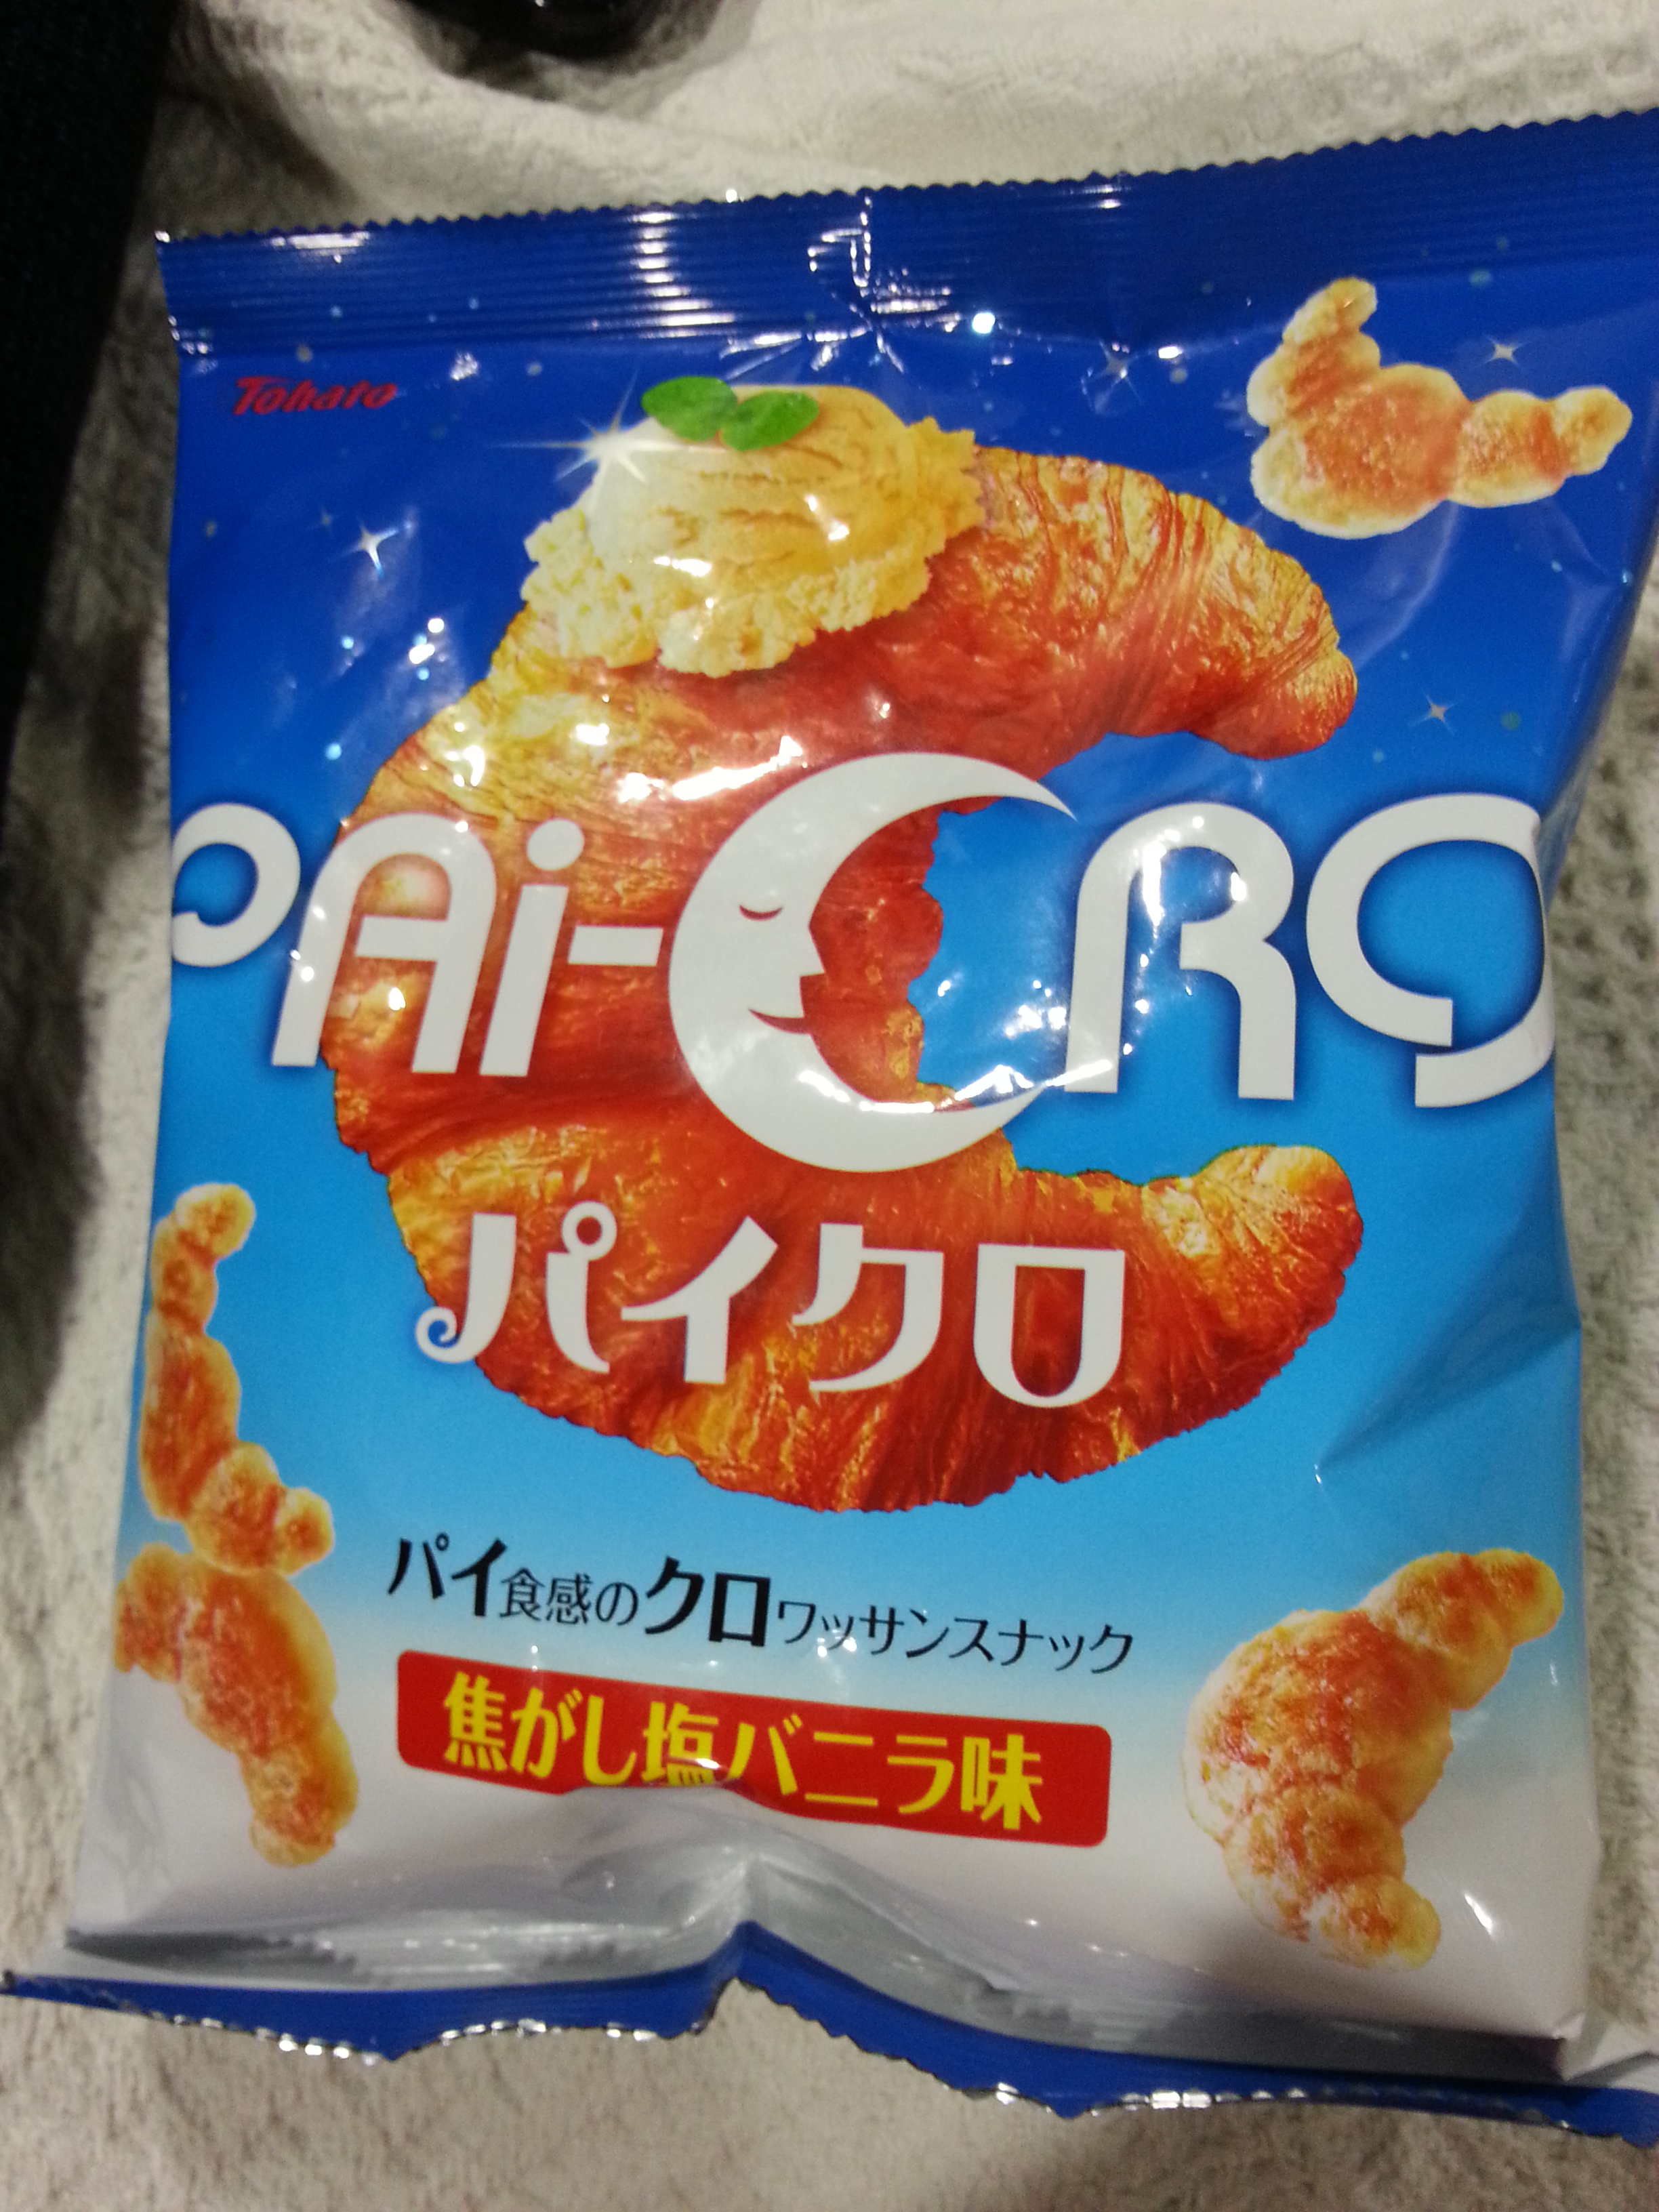 Tohato
PAi-CRO
パイクロ
パイ食感のクロワッサンスナック
焦がし塩バニラ味